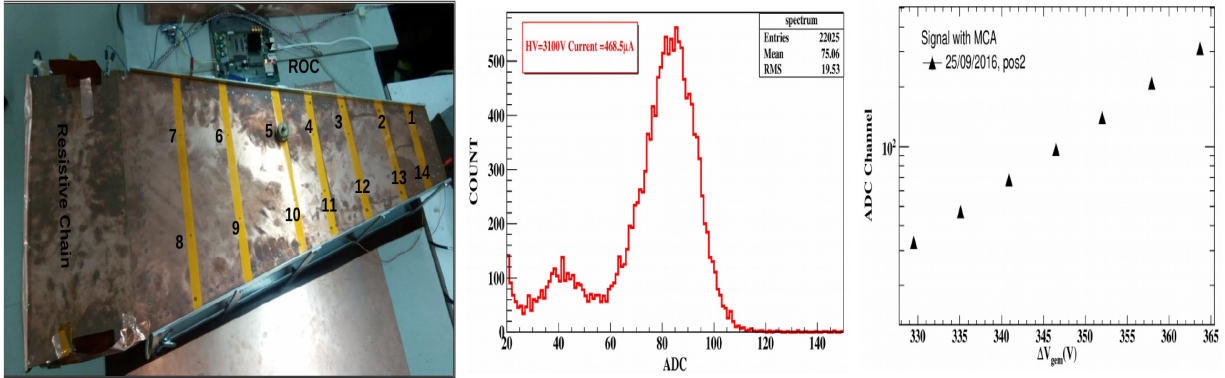 ROC
Resistive Chain
7
6
5
4
3
2
1
8
9
10
11
12
13
14
HV=3100V Current =468.5μA
spectrum
Entries 22025
Mean 75.06
RMS 19.53
COUNT
500
400
300
200
100
0
20 40 60 80 100 120 140
ADC
Signal with MCA
25/09/2016, pos2
ADC Channel
10²
330 335 340 345 350 355 360 365
ΔVgem(V)